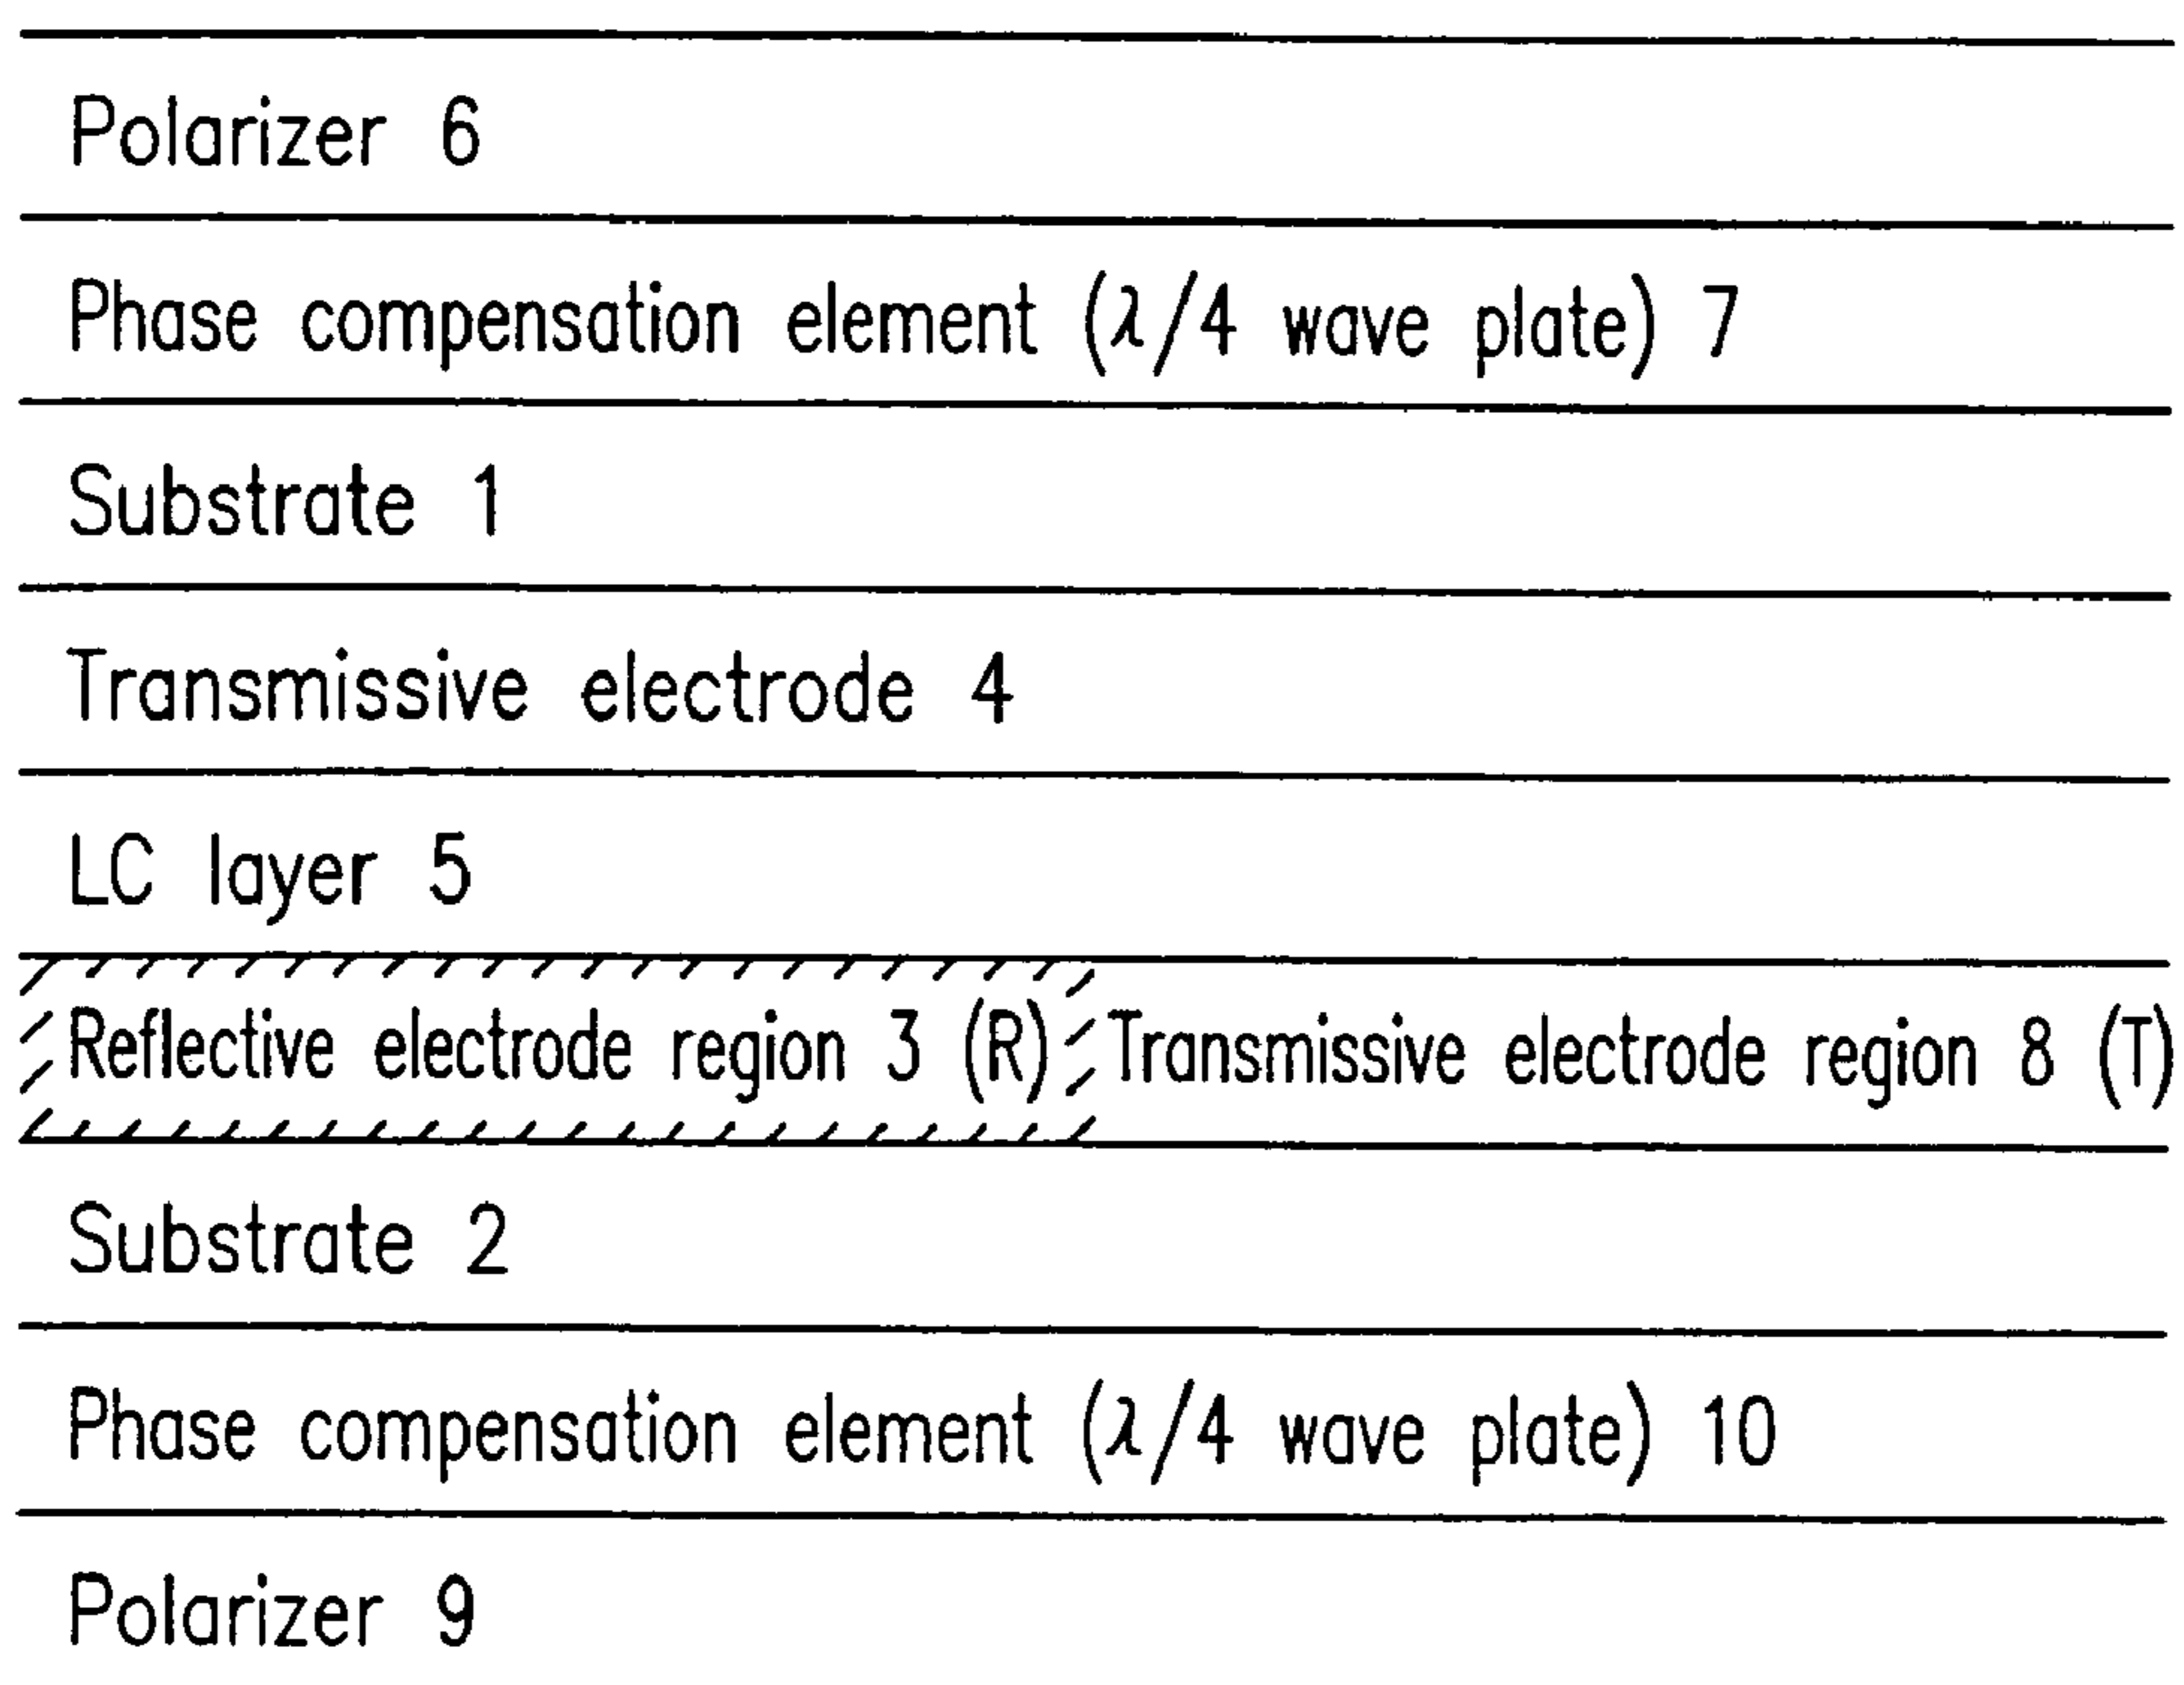 Polarizer 6
Phase compensation element (λ/4 wave plate) 7
Substrate 1
Transmissive electrode 4
LC layer 5
Reflective electrode region 3 (R) Transmissive electrode region 8 (T)
Substrate 2
Phase compensation element (λ/4 wave plate) 10
Polarizer 9